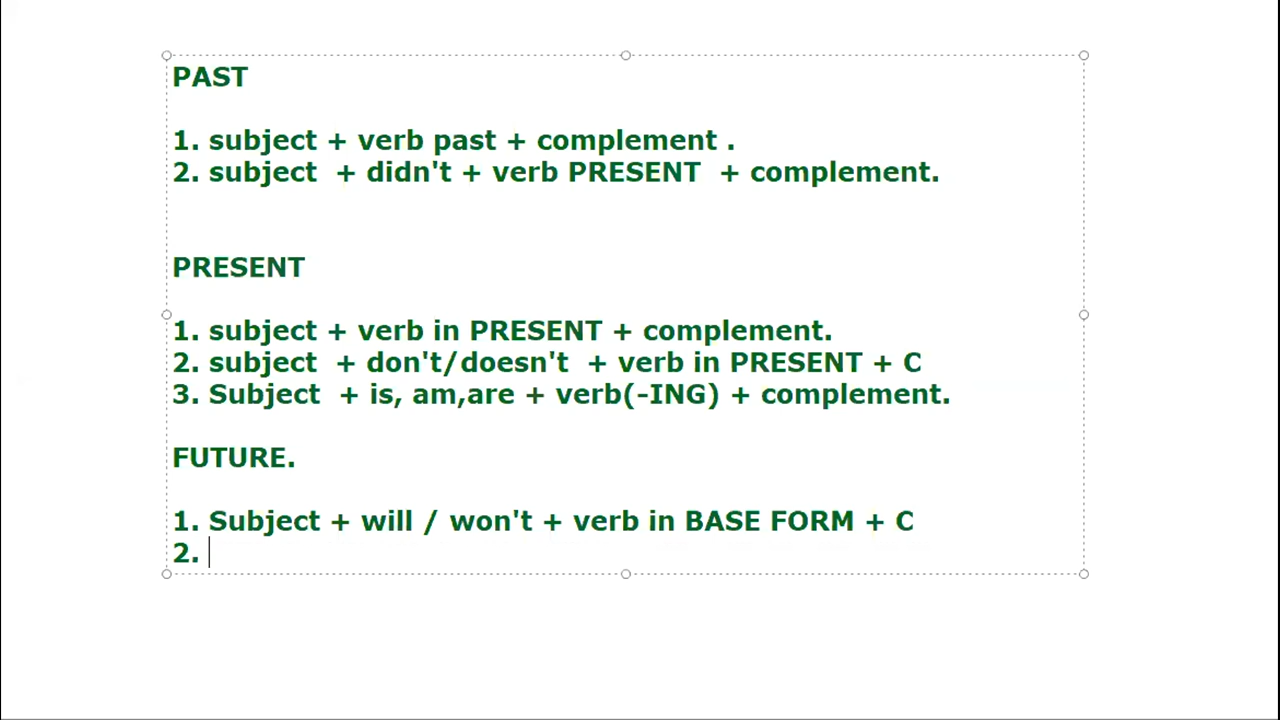 PAST
1. subject + verb past + complement .
2. subject  + didn't + verb PRESENT  + complement.
PRESENT
1. subject + verb in PRESENT + complement.
2. subject  + don't/doesn't  + verb in PRESENT + C
3. Subject  + is, am,are + verb(-ING) + complement.
FUTURE.
1. Subject + will / won't + verb in BASE FORM + C
2.